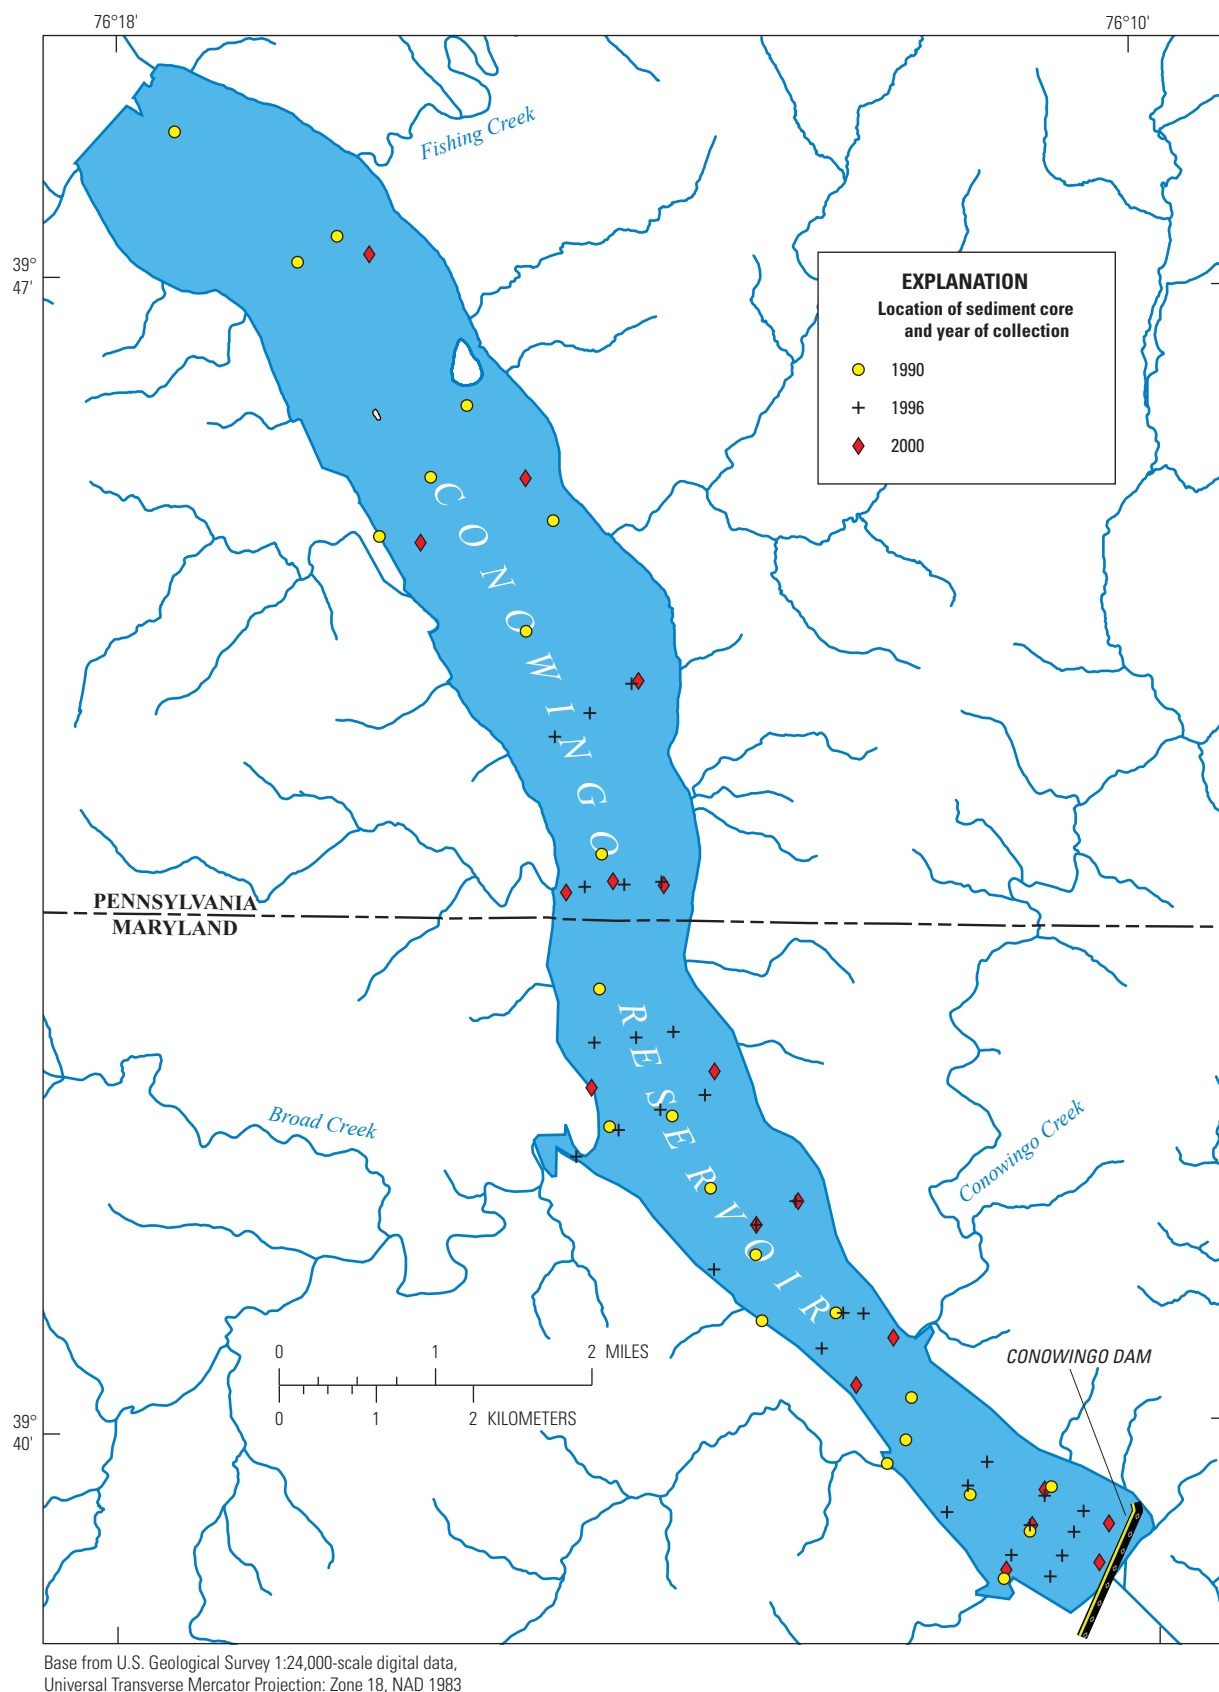 76°18'
76°10'
Fishing Creek
39°
47'
EXPLANATION
Location of sediment core
and year of collection
1990
1996
2000
CONOWINGO
PENNSYLVANIA
MARYLAND
RESERVOIR
Broad Creek
Conowingo Creek
0 1 2 MILES
0 1 2 KILOMETERS
CONOWINGO DAM
39°
40'
Base from U.S. Geological Survey 1:24,000-scale digital data,
Universal Transverse Mercator Projection: Zone 18, NAD 1983